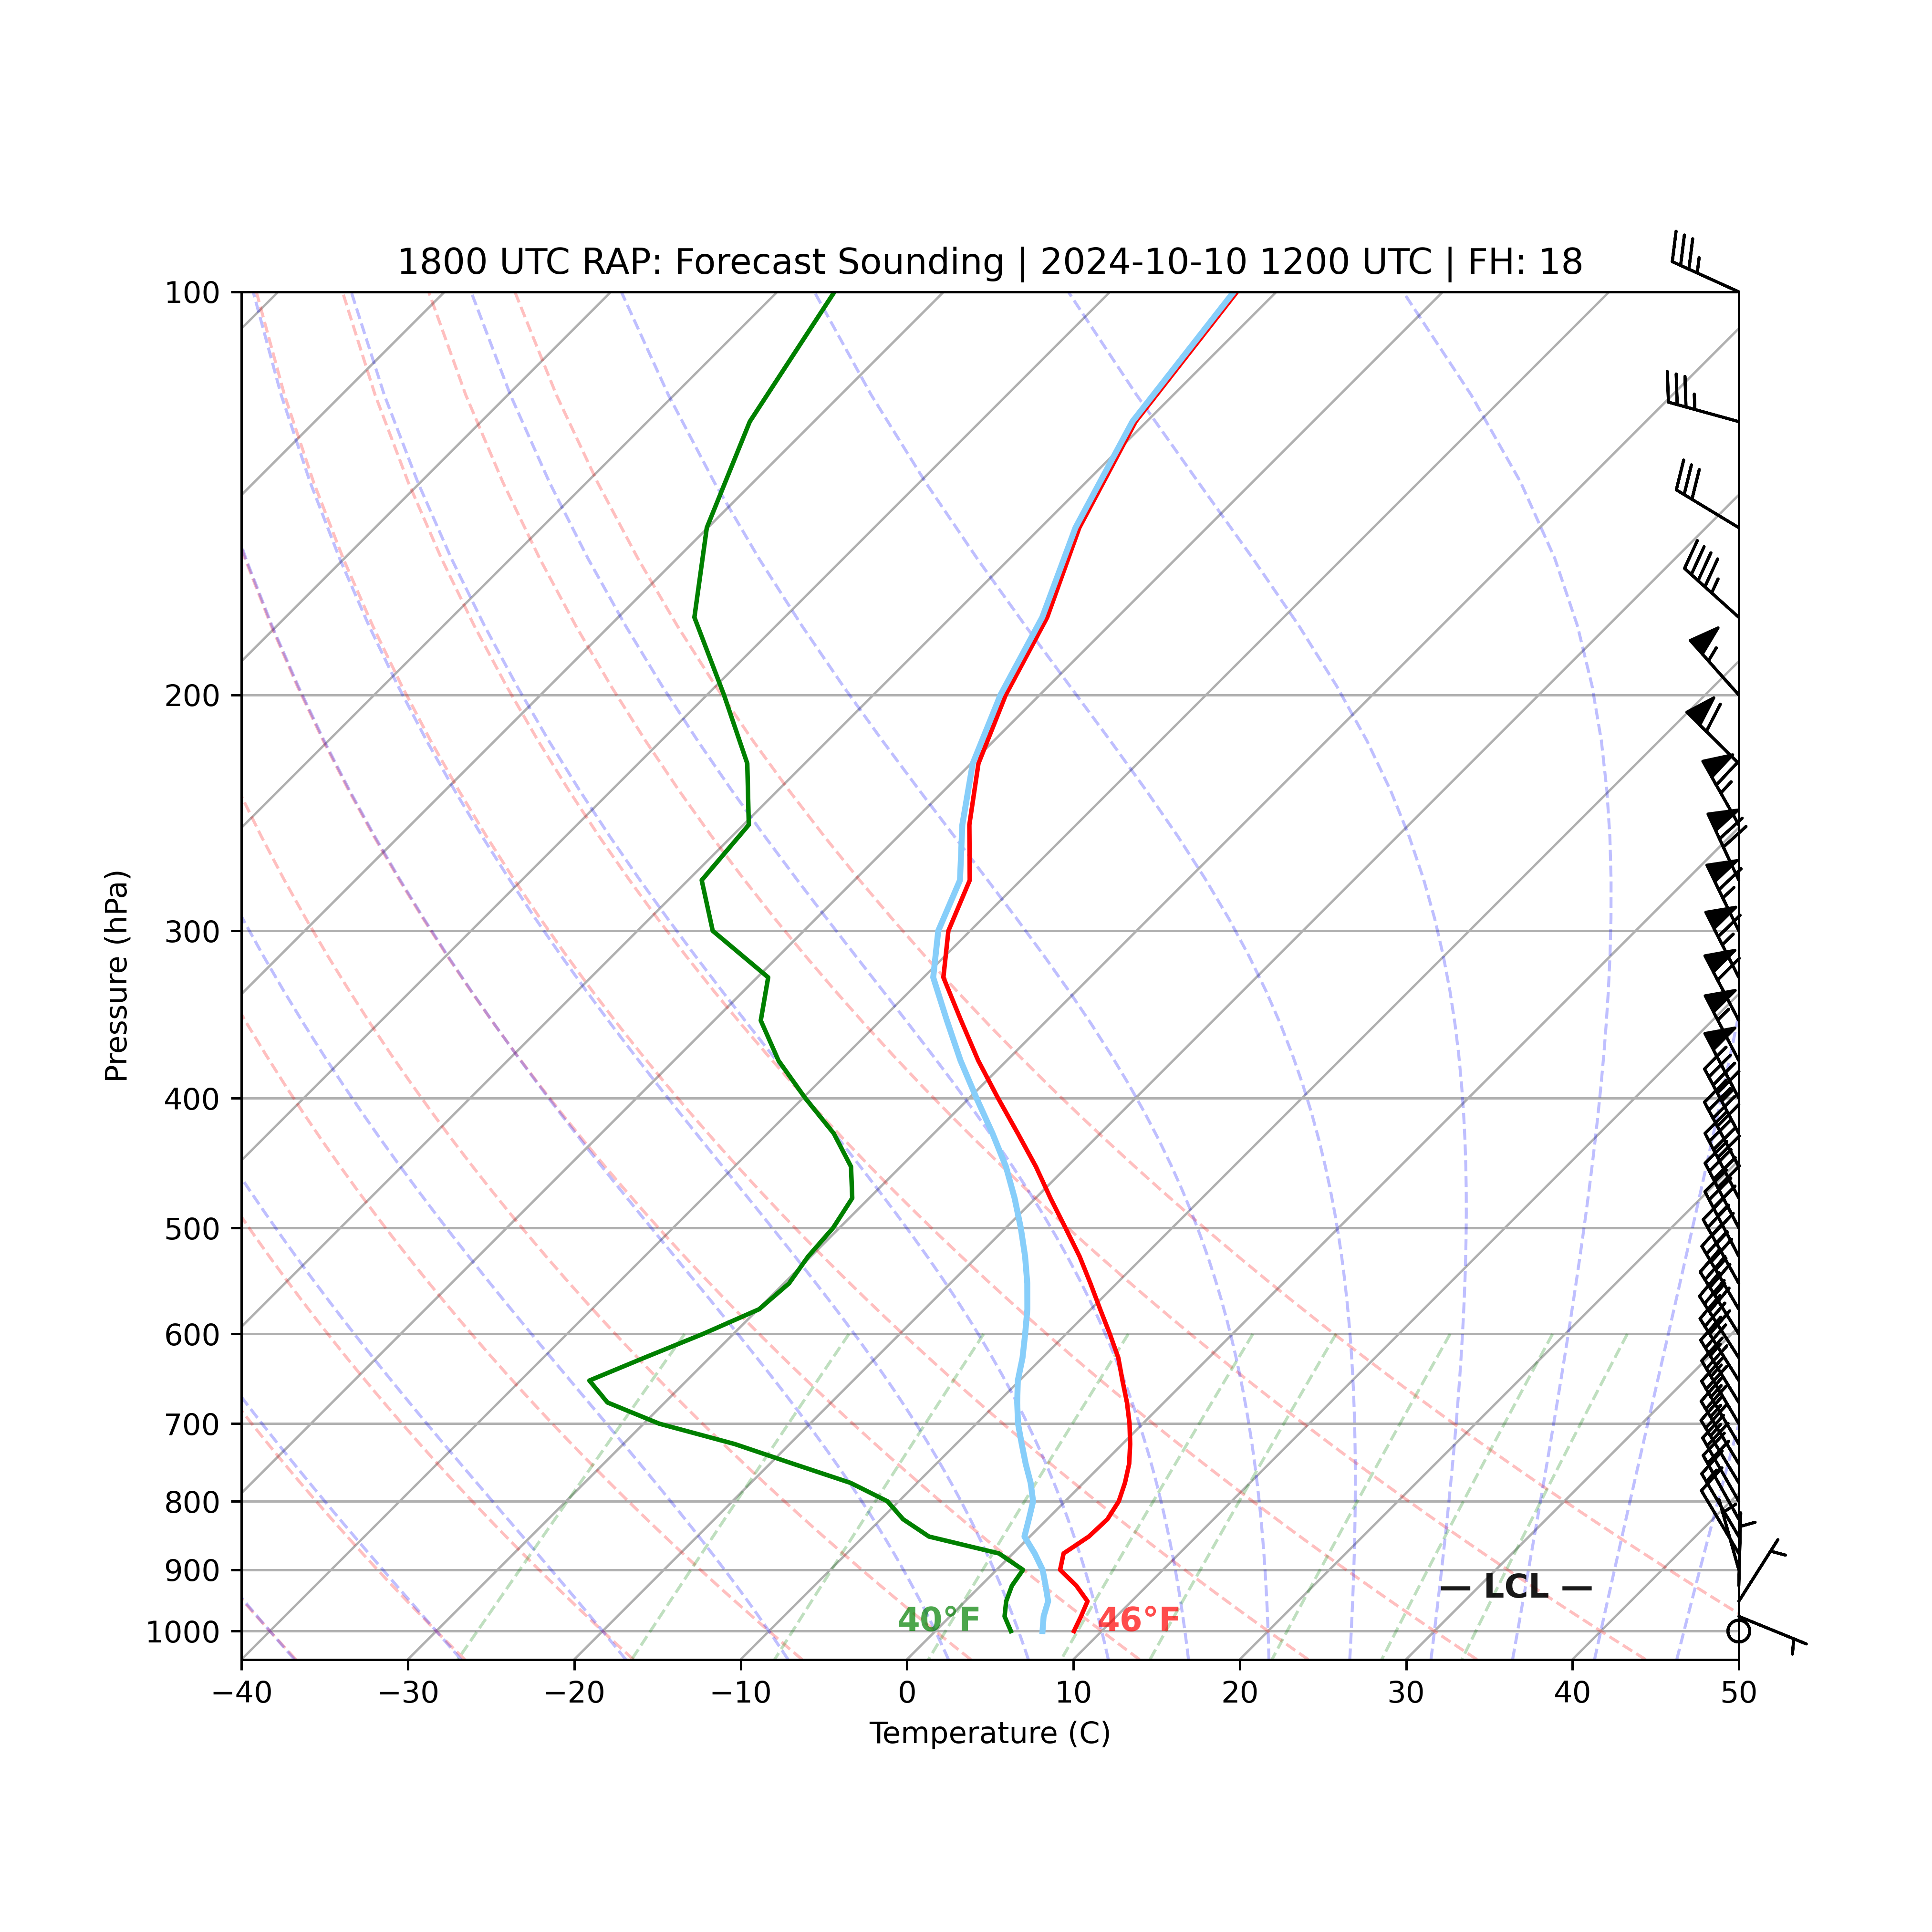 1800 UTC RAP: Forecast Sounding | 2024-10-10 1200 UTC | FH: 18
100
200
300
400
500
600
700
800
900
1000
Pressure (hPa)
— LCL —
40°F
46°F
−40 −30 −20 −10 0 10 20 30 40 50
Temperature (C)